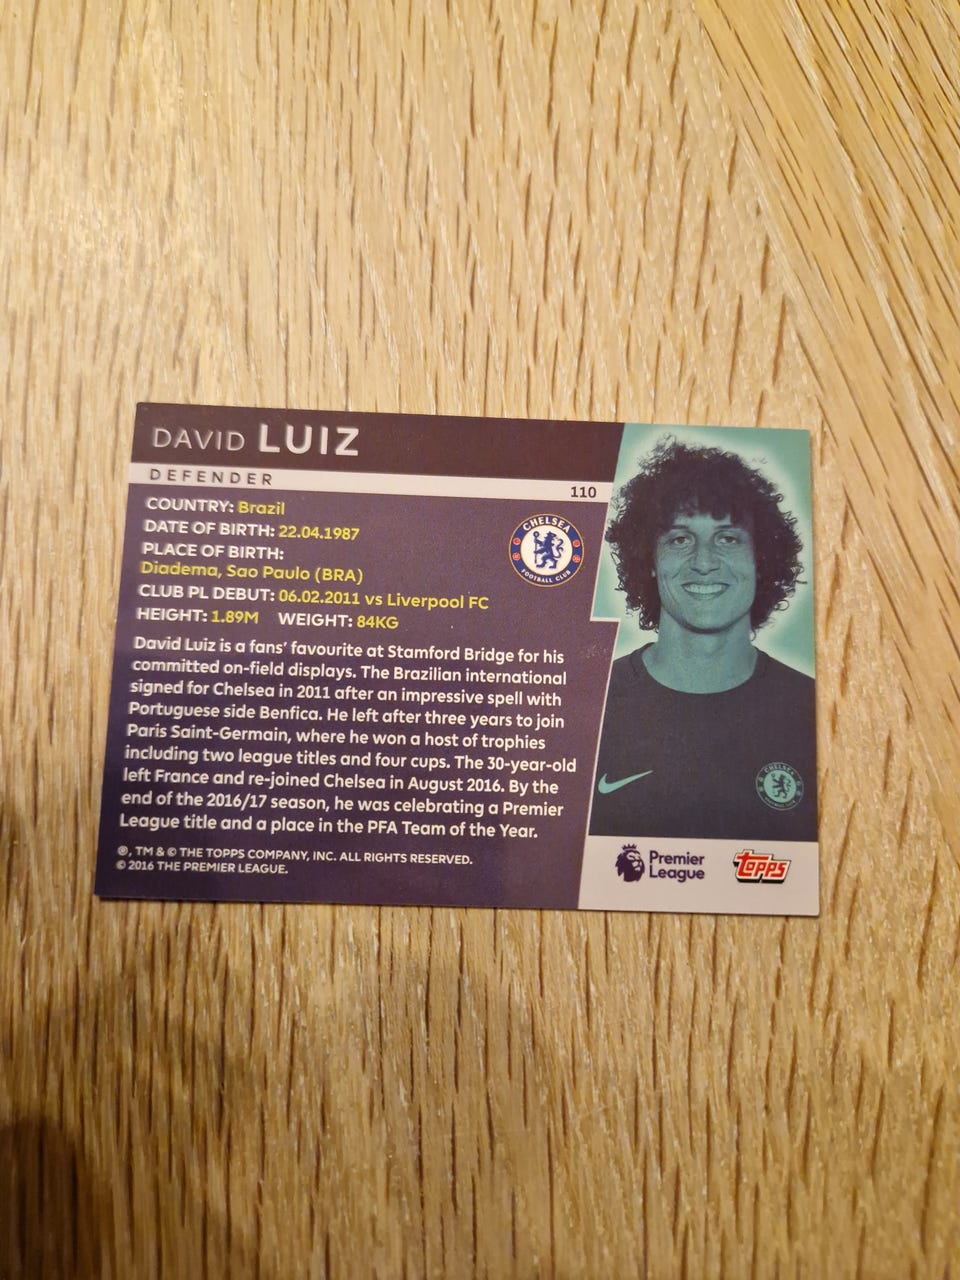 DAVID LUIZ
DEFENDER
110
COUNTRY: Brazil
DATE OF BIRTH: 22.04.1987
PLACE OF BIRTH:
Diadema, Sao Paulo (BRA)
CLUB PL DEBUT: 06.02.2011 vs Liverpool FC
HEIGHT: 1.89M WEIGHT: 84KG
CHELSEA
FOOTBALL CLUB
David Luiz is a fans' favourite at Stamford Bridge for his
committed on-field displays. The Brazilian international
signed for Chelsea in 2011 after an impressive spell with
Portuguese side Benfica. He left after three years to join
Paris Saint-Germain, where he won a host of trophies
including two league titles and four cups. The 30-year-old
left France and re-joined Chelsea in August 2016. By the
end of the 2016/17 season, he was celebrating a Premier
League title and a place in the PFA Team of the Year.
®, TM & © THE TOPPS COMPANY, INC. ALL RIGHTS RESERVED.
© 2016 THE PREMIER LEAGUE.
CHELSEA
Premier
League
topps